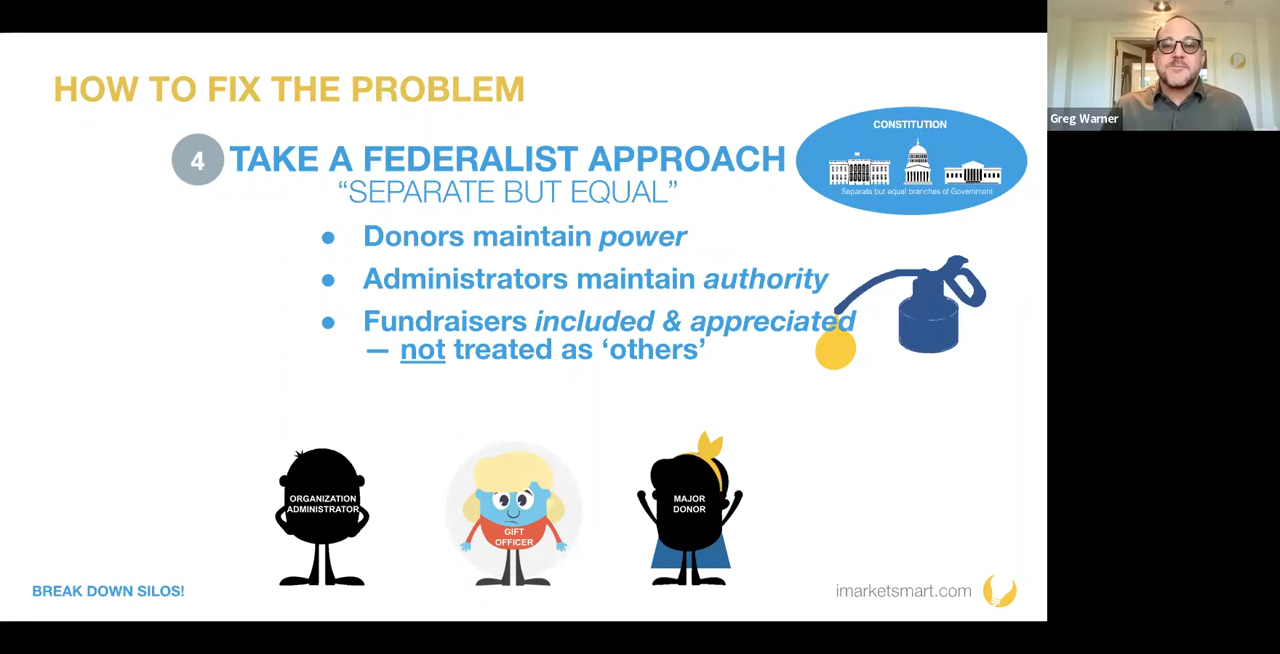 HOW TO FIX THE PROBLEM
4 TAKE A FEDERALIST APPROACH
“SEPARATE BUT EQUAL”
CONSTITUTION
Separate but equal branches of Government
● Donors maintain power
● Administrators maintain authority
● Fundraisers included & appreciated
— not treated as ‘others’
ORGANIZATION
ADMINISTRATOR
GIFT
OFFICER
MAJOR
DONOR
BREAK DOWN SILOS!
imarketsmart.com
Greg Warner